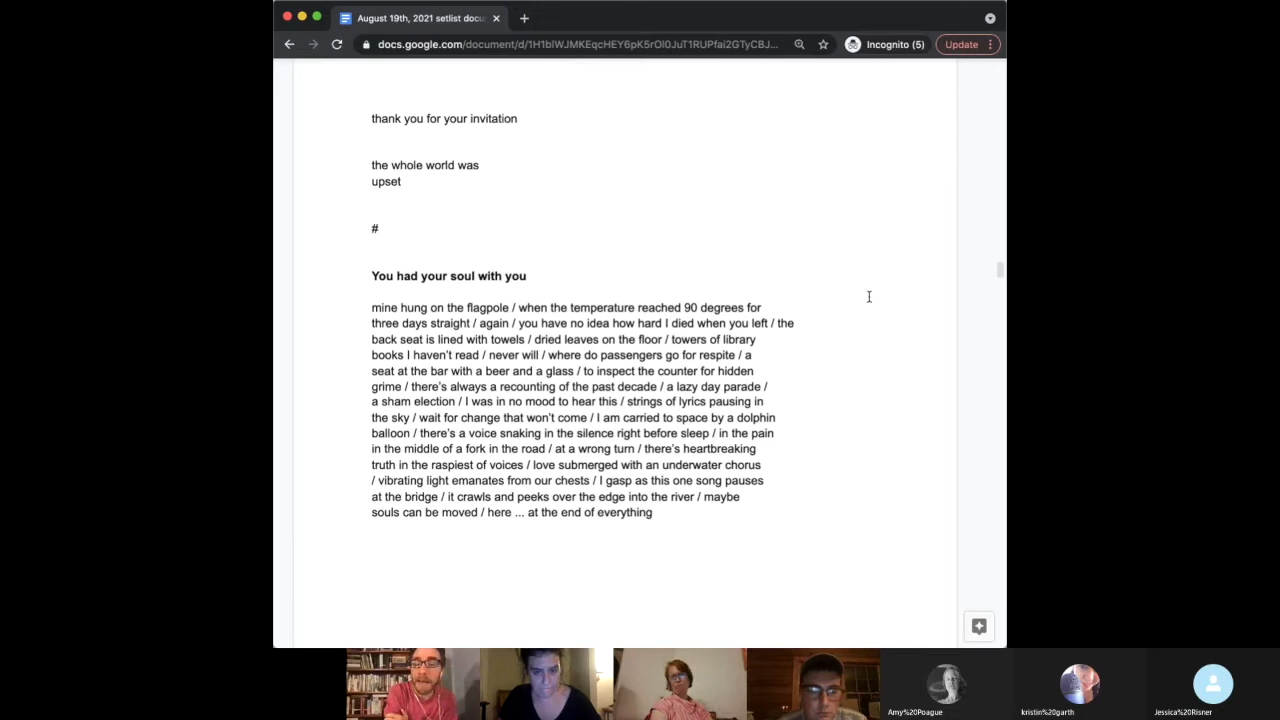 August 19th, 2021 setlist docu
docs.google.com/document/d/1H1blWJMKEqcHEY6pK5rOl0JuT1RUPfai2GTyCBJ...
Incognito (5)
Update
thank you for your invitation
the whole world was
upset
#
You had your soul with you
mine hung on the flagpole / when the temperature reached 90 degrees for
three days straight / again / you have no idea how hard I died when you left / the
back seat is lined with towels / dried leaves on the floor / towers of library
books I haven't read / never will / where do passengers go for respite / a
seat at the bar with a beer and a glass / to inspect the counter for hidden
grime / there's always a recounting of the past decade / a lazy day parade /
a sham election / I was in no mood to hear this / strings of lyrics pausing in
the sky / wait for change that won't come / I am carried to space by a dolphin
balloon / there's a voice snaking in the silence right before sleep / in the pain
in the middle of a fork in the road / at a wrong turn / there's heartbreaking
truth in the raspiest of voices / love submerged with an underwater chorus
/ vibrating light emanates from our chests / I gasp as this one song pauses
at the bridge / it crawls and peeks over the edge into the river / maybe
souls can be moved / here ... at the end of everything
Amy%20Poague
kristin%20garth
Jessica%20Risner